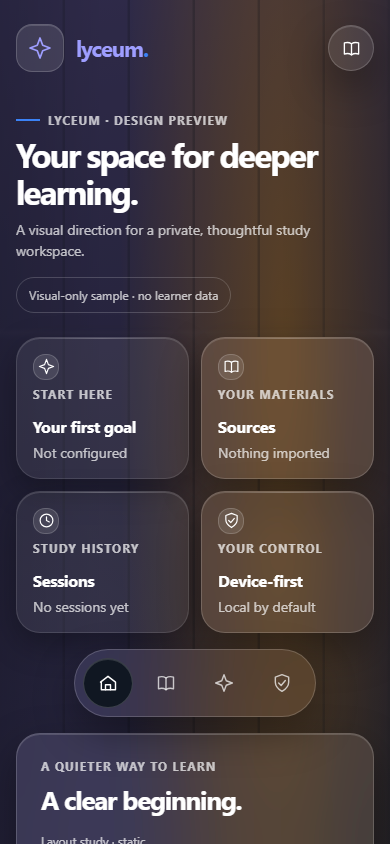 lyceum.
LYCEUM · DESIGN PREVIEW
Your space for deeper
learning.
A visual direction for a private, thoughtful study
workspace.
Visual-only sample · no learner data
START HERE
Your first goal
Not configured
YOUR MATERIALS
Sources
Nothing imported
STUDY HISTORY
Sessions
No sessions yet
YOUR CONTROL
Device-first
Local by default
A QUIETER WAY TO LEARN
A clear beginning.
Layout study · static